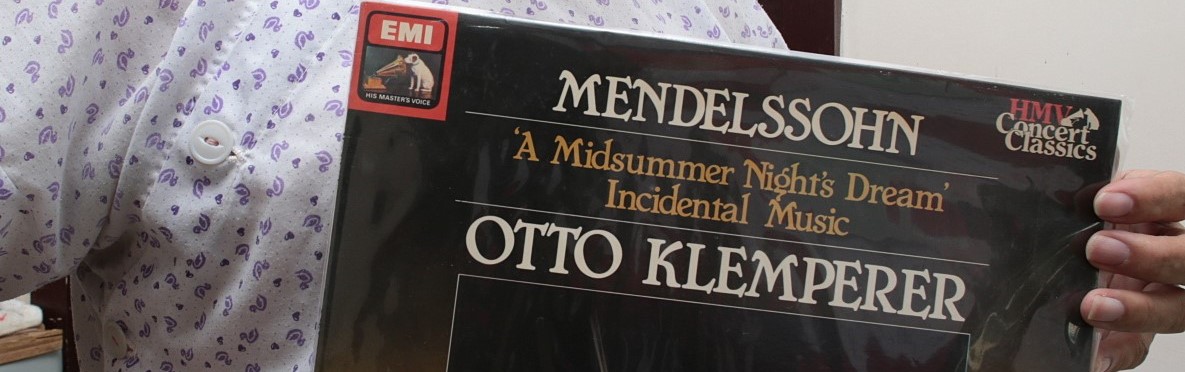 EMI
HIS MASTER'S VOICE
MENDELSSOHN
'A Midsummer Night's Dream'
Incidental Music
OTTO KLEMPERER
HMV
Concert
Classics